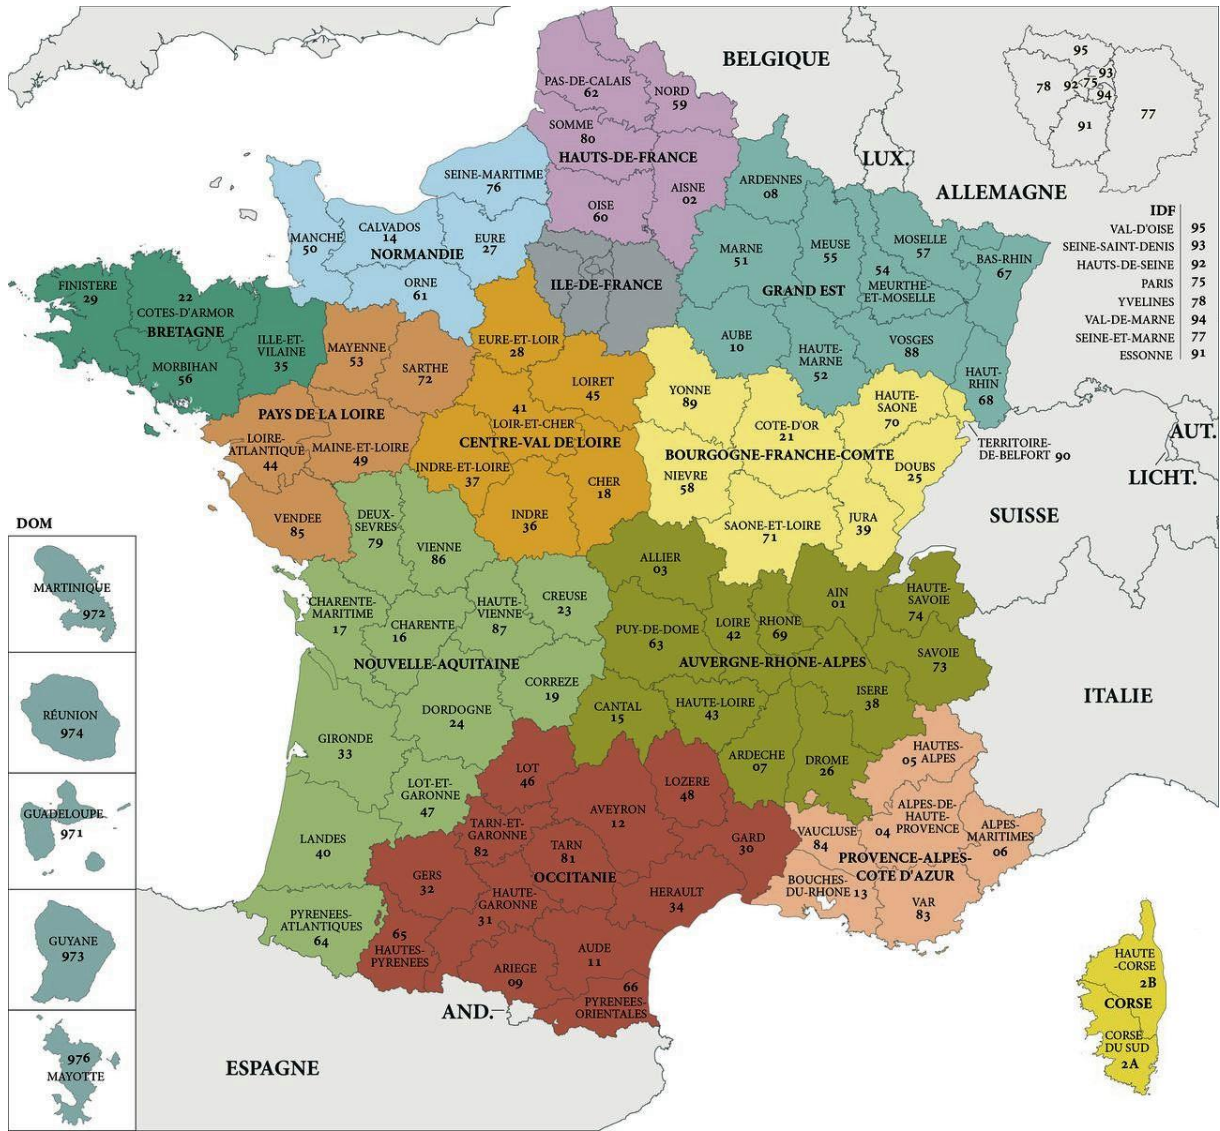 BELGIQUE
LUX.
ALLEMAGNE
AUT.
LICHT.
SUISSE
ITALIE
AND.
ESPAGNE
95
78
92
75
93
94
91
77
IDF
VAL-D'OISE 95
SEINE-SAINT-DENIS 93
HAUTS-DE-SEINE 92
PARIS 75
YVELINES 78
VAL-DE-MARNE 94
SEINE-ET-MARNE 77
ESSONNE 91
PAS-DE-CALAIS
62
NORD
59
SOMME
80
HAUTS-DE-FRANCE
OISE
60
AISNE
02
SEINE-MARITIME
76
MANCHE
50
CALVADOS
14
NORMANDIE
EURE
27
ORNE
61
ILE-DE-FRANCE
ARDENNES
08
MARNE
51
MEUSE
55
MOSELLE
57
54
MEURTHE
ET-MOSELLE
BAS-RHIN
67
GRAND EST
AUBE
10
HAUTE-
MARNE
52
VOSGES
88
HAUT-
RHIN
68
FINISTERE
29
22
COTES-D'ARMOR
BRETAGNE
MORBIHAN
56
ILLE-ET-
VILAINE
35
MAYENNE
53
SARTHE
72
PAYS DE LA LOIRE
LOIRE-
ATLANTIQUE
44
MAINE-ET-LOIRE
49
VENDEE
85
EURE-ET-LOIR
28
LOIRET
45
41
LOIR-ET-CHER
CENTRE-VAL DE LOIRE
INDRE-ET-LOIRE
37
CHER
18
INDRE
36
YONNE
89
COTE-D'OR
21
HAUTE-
SAONE
70
BOURGOGNE-FRANCHE-COMTE
TERRITOIRE-
DE-BELFORT 90
NIEVRE
58
DOUBS
25
SAONE-ET-LOIRE
71
JURA
39
DEUX-
SEVRES
79
VIENNE
86
CHARENTE-
MARITIME
17
CHARENTE
16
HAUTE-
VIENNE
87
CREUSE
23
NOUVELLE-AQUITAINE
CORREZE
19
DORDOGNE
24
GIRONDE
33
LOT-ET-
GARONNE
47
LANDES
40
PYRENEES-
ATLANTIQUES
64
ALLIER
03
PUY-DE-DOME
63
LOIRE
42
RHONE
69
AIN
01
HAUTE-
SAVOIE
74
SAVOIE
73
AUVERGNE-RHONE-ALPES
CANTAL
15
HAUTE-LOIRE
43
ISERE
38
ARDECHE
07
DROME
26
LOT
46
AVEYRON
12
LOZERE
48
TARN-ET-
GARONNE
82
TARN
81
GARD
30
OCCITANIE
GERS
32
HAUTE-
GARONNE
31
HERAULT
34
65
HAUTES-
PYRENEES
ARIEGE
09
AUDE
11
66
PYRENEES-
ORIENTALES
HAUTES-
05 ALPES
VAUCLUSE
84
ALPES-DE-
HAUTE-
04 PROVENCE
ALPES-
MARITIMES
06
PROVENCE-ALPES-
COTE D'AZUR
BOUCHES-
DU-RHONE 13
VAR
83
HAUTE
-CORSE
2B
CORSE
CORSE
DU SUD
2A
DOM
MARTINIQUE
972
RÉUNION
974
GUADELOUPE
971
GUYANE
973
976
MAYOTTE